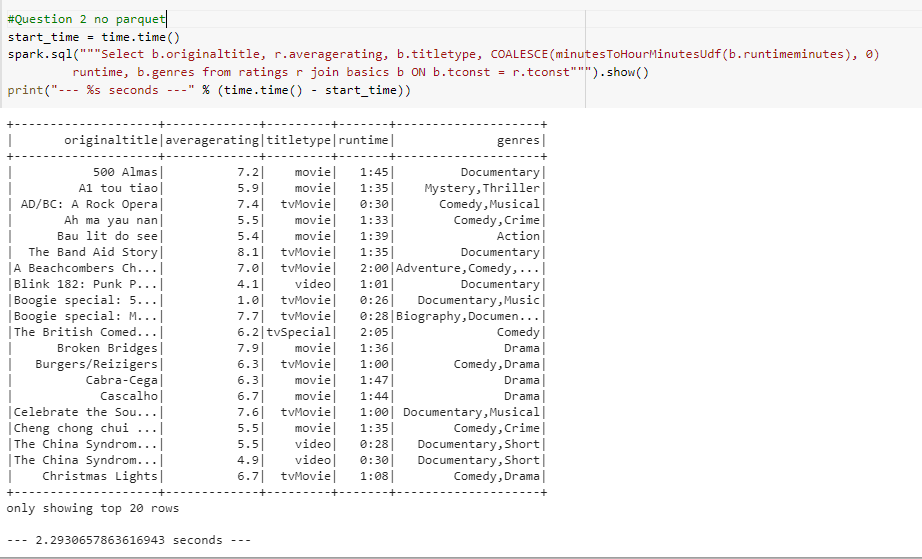 #Question 2 no parquet
start_time = time.time()
spark.sql("""Select b.originaltitle, r.averagerating, b.titletype, COALESCE(minutesToHourMinutesUdf(b.runtimeminutes), 0)
         runtime, b.genres from ratings r join basics b ON b.tconst = r.tconst""").show()
print("--- %s seconds ---" % (time.time() - start_time))
+--------------------+-------------+---------+-------+--------------------+
|       originaltitle|averagerating|titletype|runtime|              genres|
+--------------------+-------------+---------+-------+--------------------+
|           500 Almas|          7.2|    movie|   1:45|         Documentary|
|         A1 tou tiao|          5.9|    movie|   1:35|    Mystery,Thriller|
| AD/BC: A Rock Opera|          7.4|  tvMovie|   0:30|      Comedy,Musical|
|       Ah ma yau nan|          5.5|    movie|   1:33|        Comedy,Crime|
|      Bau lit do see|          5.4|    movie|   1:39|              Action|
|  The Band Aid Story|          8.1|  tvMovie|   1:35|         Documentary|
|A Beachcombers Ch...|          7.0|  tvMovie|   2:00|Adventure,Comedy,...|
|Blink 182: Punk P...|          4.1|    video|   1:01|         Documentary|
|Boogie special: 5...|          1.0|  tvMovie|   0:26|   Documentary,Music|
|Boogie special: M...|          7.7|  tvMovie|   0:28|Biography,Documen...|
|The British Comed...|          6.2|tvSpecial|   2:05|              Comedy|
|      Broken Bridges|          7.9|    movie|   1:36|               Drama|
|   Burgers/Reizigers|          6.3|  tvMovie|   1:00|        Comedy,Drama|
|          Cabra-Cega|          6.3|    movie|   1:47|               Drama|
|            Cascalho|          6.7|    movie|   1:44|               Drama|
|Celebrate the Sou...|          7.6|  tvMovie|   1:00| Documentary,Musical|
|Cheng chong chui ...|          5.5|    movie|   1:35|        Comedy,Crime|
|The China Syndrom...|          5.5|    video|   0:28|   Documentary,Short|
|The China Syndrom...|          4.9|    video|   0:30|   Documentary,Short|
|    Christmas Lights|          6.7|  tvMovie|   1:08|        Comedy,Drama|
+--------------------+-------------+---------+-------+--------------------+
only showing top 20 rows
--- 2.2930657863616943 seconds ---